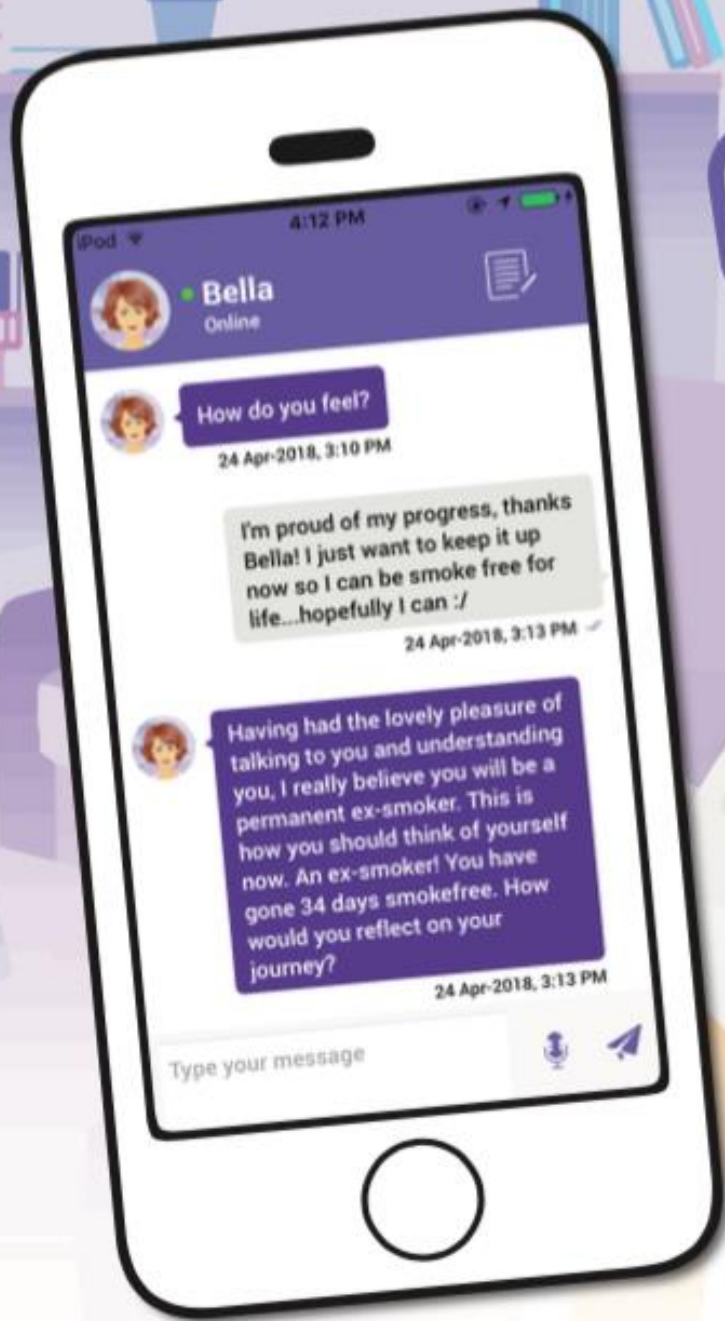 iPod
4:12 PM
Bella
Online
How do you feel?
24 Apr-2018, 3:10 PM
I'm proud of my progress, thanks
Bella! I just want to keep it up
now so I can be smoke free for
life...hopefully I can :/
24 Apr-2018, 3:13 PM
Having had the lovely pleasure of
talking to you and understanding
you, I really believe you will be a
permanent ex-smoker. This is
how you should think of yourself
now. An ex-smoker! You have
gone 34 days smokefree. How
would you reflect on your
journey?
24 Apr-2018, 3:13 PM
Type your message